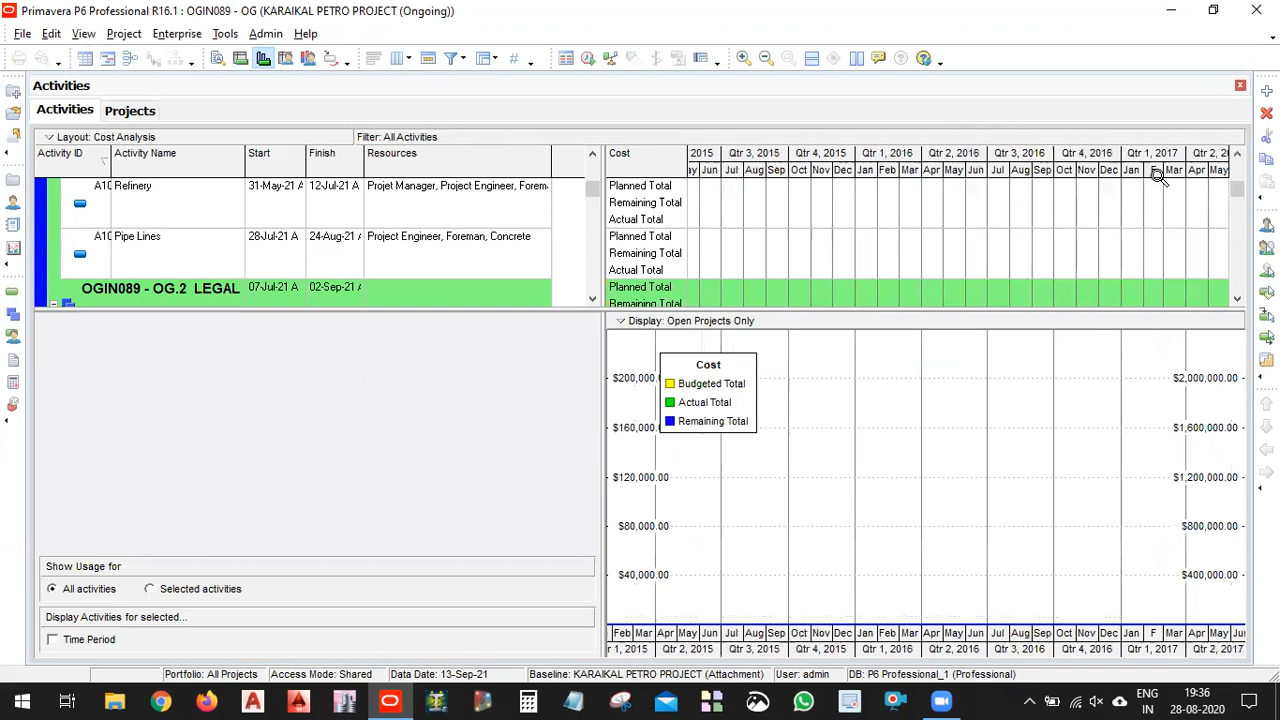 Primavera P6 Professional R16.1 : OGIN089 - OG (KARAIKAL PETRO PROJECT (Ongoing))
File Edit View Project Enterprise Tools Admin Help
Activities
Activities Projects
Layout: Cost Analysis Filter: All Activities
Activity ID Activity Name Start Finish Resources Cost
2015 Qtr 3, 2015 Qtr 4, 2015 Qtr 1, 2016 Qtr 2, 2016 Qtr 3, 2016 Qtr 4, 2016 Qtr 1, 2017 Qtr 2, 2
ay Jun Jul Aug Sep Oct Nov Dec Jan Feb Mar Apr May Jun Jul Aug Sep Oct Nov Dec Jan F Mar Apr May
A10 Refinery 31-May-21 A 12-Jul-21 A Projet Manager, Project Engineer, Forem Planned Total
Remaining Total
Actual Total
A10 Pipe Lines 28-Jul-21 A 24-Aug-21 A Project Engineer, Foreman, Concrete Planned Total
Remaining Total
Actual Total
OGIN089 - OG.2 LEGAL 07-Jul-21 A 02-Sep-21 A Planned Total
Remaining Total
Display: Open Projects Only
Cost
$200,000. Budgeted Total $2,000,000.00
Actual Total
Remaining Total
$160,000.00 $1,600,000.00
$120,000.00 $1,200,000.00
$80,000.00 $800,000.00
$40,000.00 $400,000.00
Show Usage for
All activities Selected activities
Display Activities for selected...
Time Period
Feb Mar Apr May Jun Jul Aug Sep Oct Nov Dec Jan Feb Mar Apr May Jun Jul Aug Sep Oct Nov Dec Jan F Mar Apr May Ju
r 1, 2015 Qtr 2, 2015 Qtr 3, 2015 Qtr 4, 2015 Qtr 1, 2016 Qtr 2, 2016 Qtr 3, 2016 Qtr 4, 2016 Qtr 1, 2017 Qtr 2, 2017
Portfolio: All Projects Access Mode: Shared Data Date: 13-Sep-21 Baseline: KARAIKAL PETRO PROJECT (Attachment) User: admin DB: P6 Professional_1 (Professional)
ENG 19:36
IN 28-08-2020